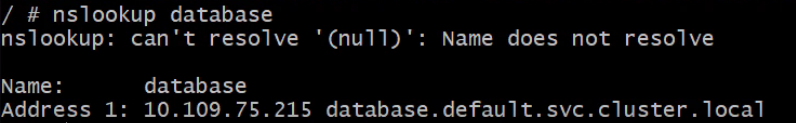 / # nslookup database
nslookup: can't resolve '(null)': Name does not resolve
Name: database
Address 1: 10.109.75.215 database.default.svc.cluster.local